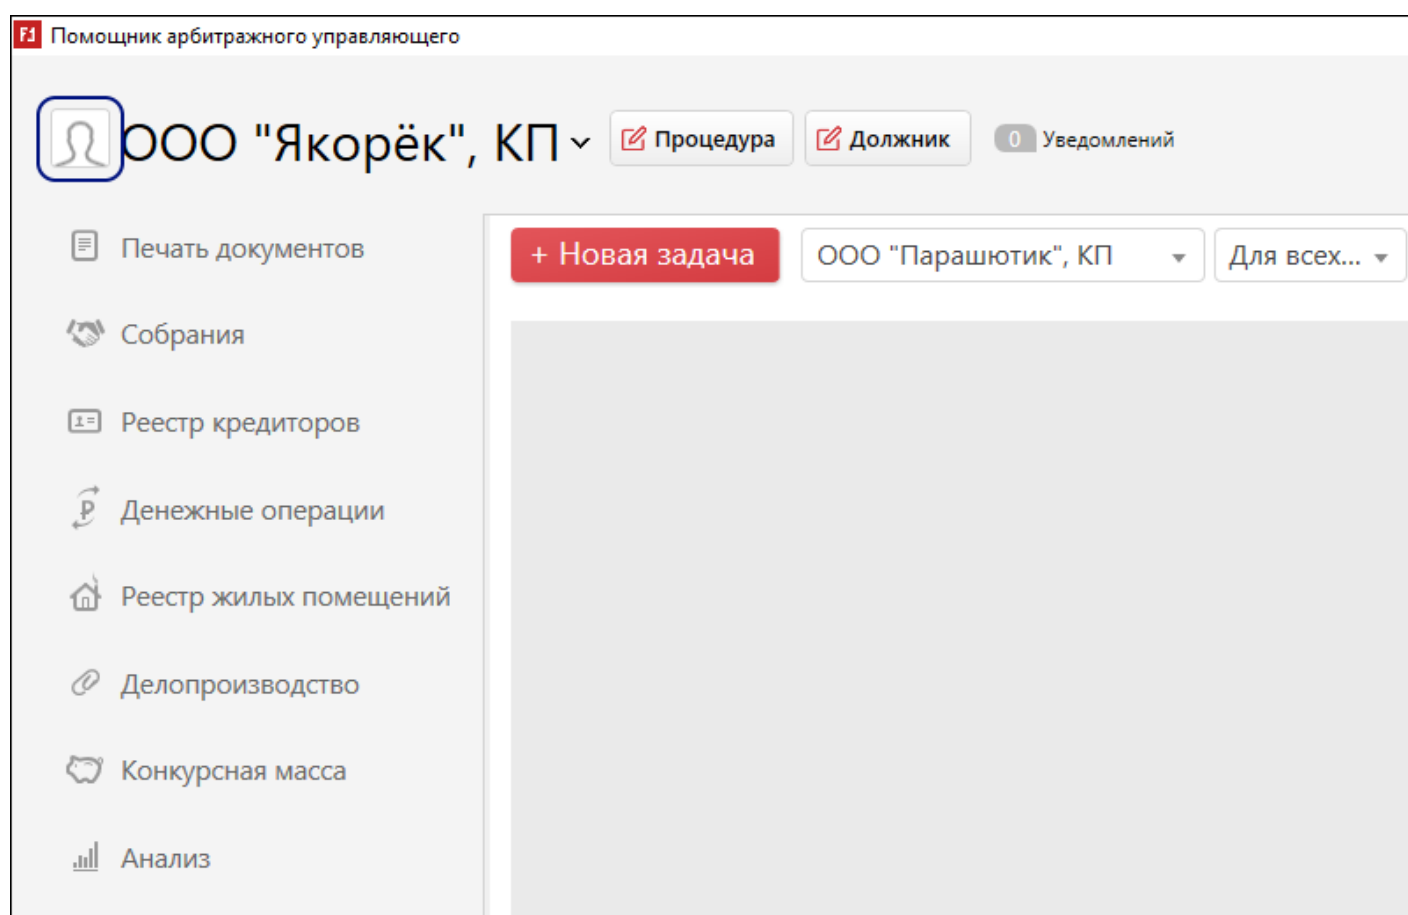 Помощник арбитражного управляющего
ООО "Якорёк", КП
Процедура
Должник
0 Уведомлений
Печать документов
+ Новая задача
ООО "Парашютик", КП
Для всех...
Собрания
Реестр кредиторов
Денежные операции
Реестр жилых помещений
Делопроизводство
Конкурсная масса
Анализ